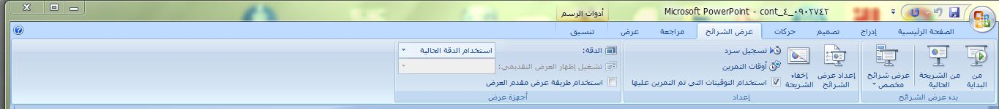 أدوات الرسم
Microsoft PowerPoint - cont_٤_٠٩٠٢٧٤٢
الصفحة الرئيسية إدراج تصميم حركات عرض الشرائح مراجعة عرض تنسيق
من البداية
من الشريحة الحالية
عرض شرائح مخصص
بدء عرض الشرائح
إعداد عرض الشرائح
إخفاء الشريحة
تسجيل سرد
أوقات التمرين
استخدام التوقيتات التي تم التمرين عليها
إعداد
الدقة: استخدام الدقة الحالية
تشغيل إظهار العرض التقديمي:
استخدام طريقة عرض مقدم العرض
أجهزة عرض